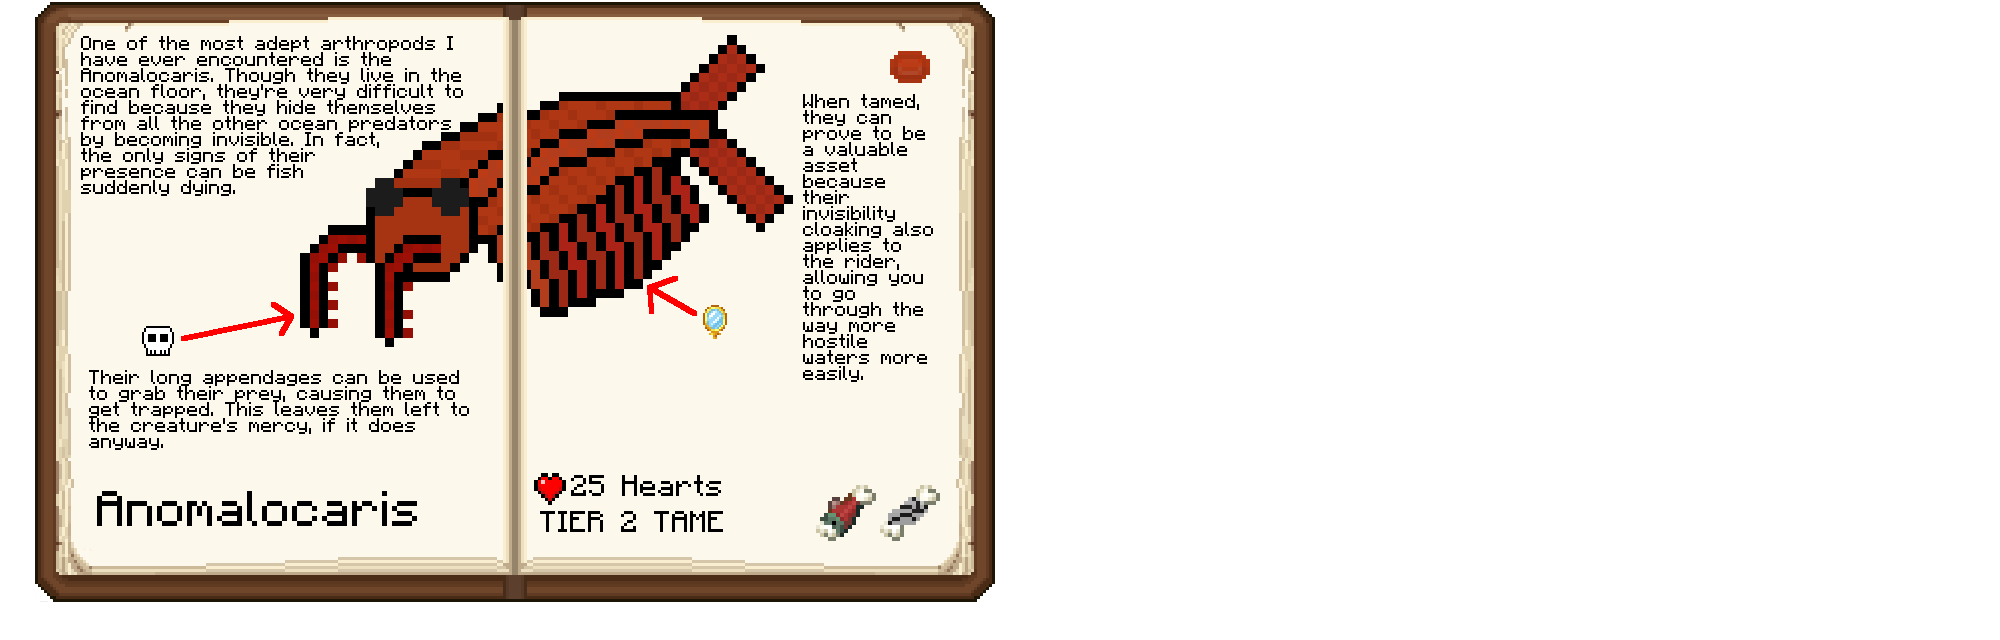 One of the most adept arthropods I
have ever encountered is the
Anomalocaris. Though they live in the
ocean floor, they're very difficult to
find because they hide themselves
from all the other ocean predators
by becoming invisible. In fact,
the only signs of their
presence can be fish
suddenly dying.
Their long appendages can be used
to grab their prey, causing them to
get trapped. This leaves them left to
the creature's mercy, if it does
anyway.
Anomalocaris
When tamed,
they can
prove to be
a valuable
asset
because
their
invisibility
cloaking also
applies to
the rider,
allowing you
to go
through the
way more
hostile
waters more
easily.
25 Hearts
TIER 2 TAME